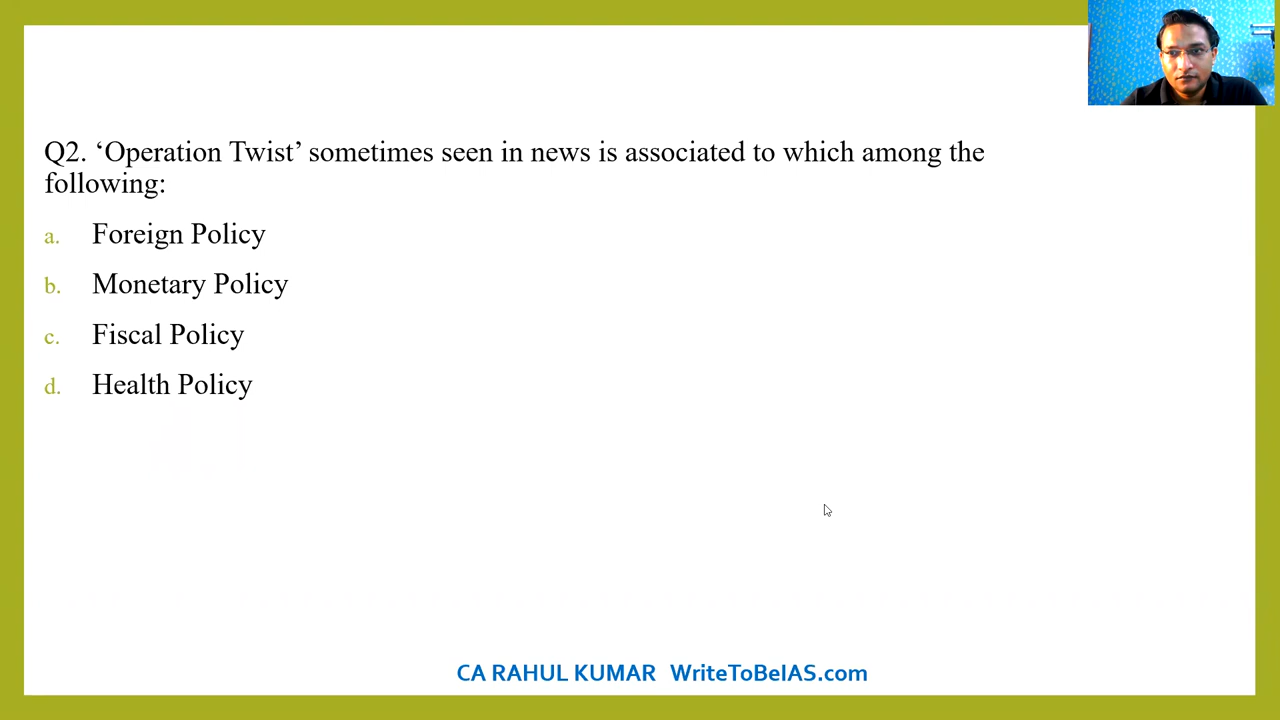 Q2. ‘Operation Twist’ sometimes seen in news is associated to which among the
following:
a. Foreign Policy
b. Monetary Policy
c. Fiscal Policy
d. Health Policy
CA RAHUL KUMAR WriteToBeIAS.com